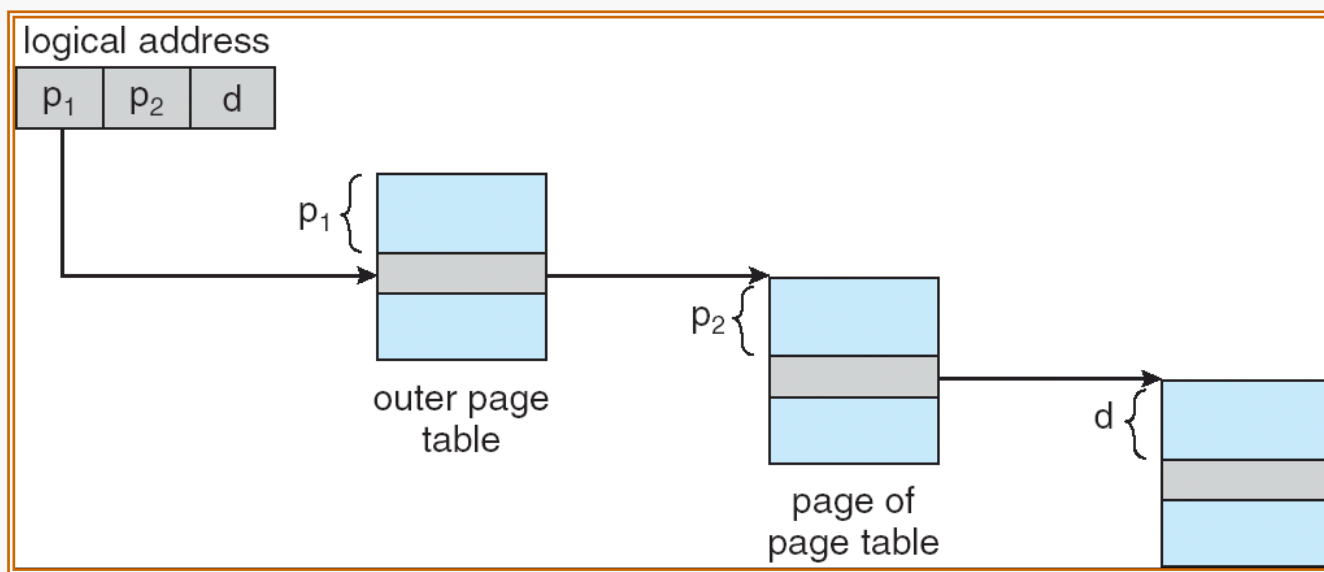 logical address
p₁ p₂ d
p₁
p₂
d
outer page
table
page of
page table